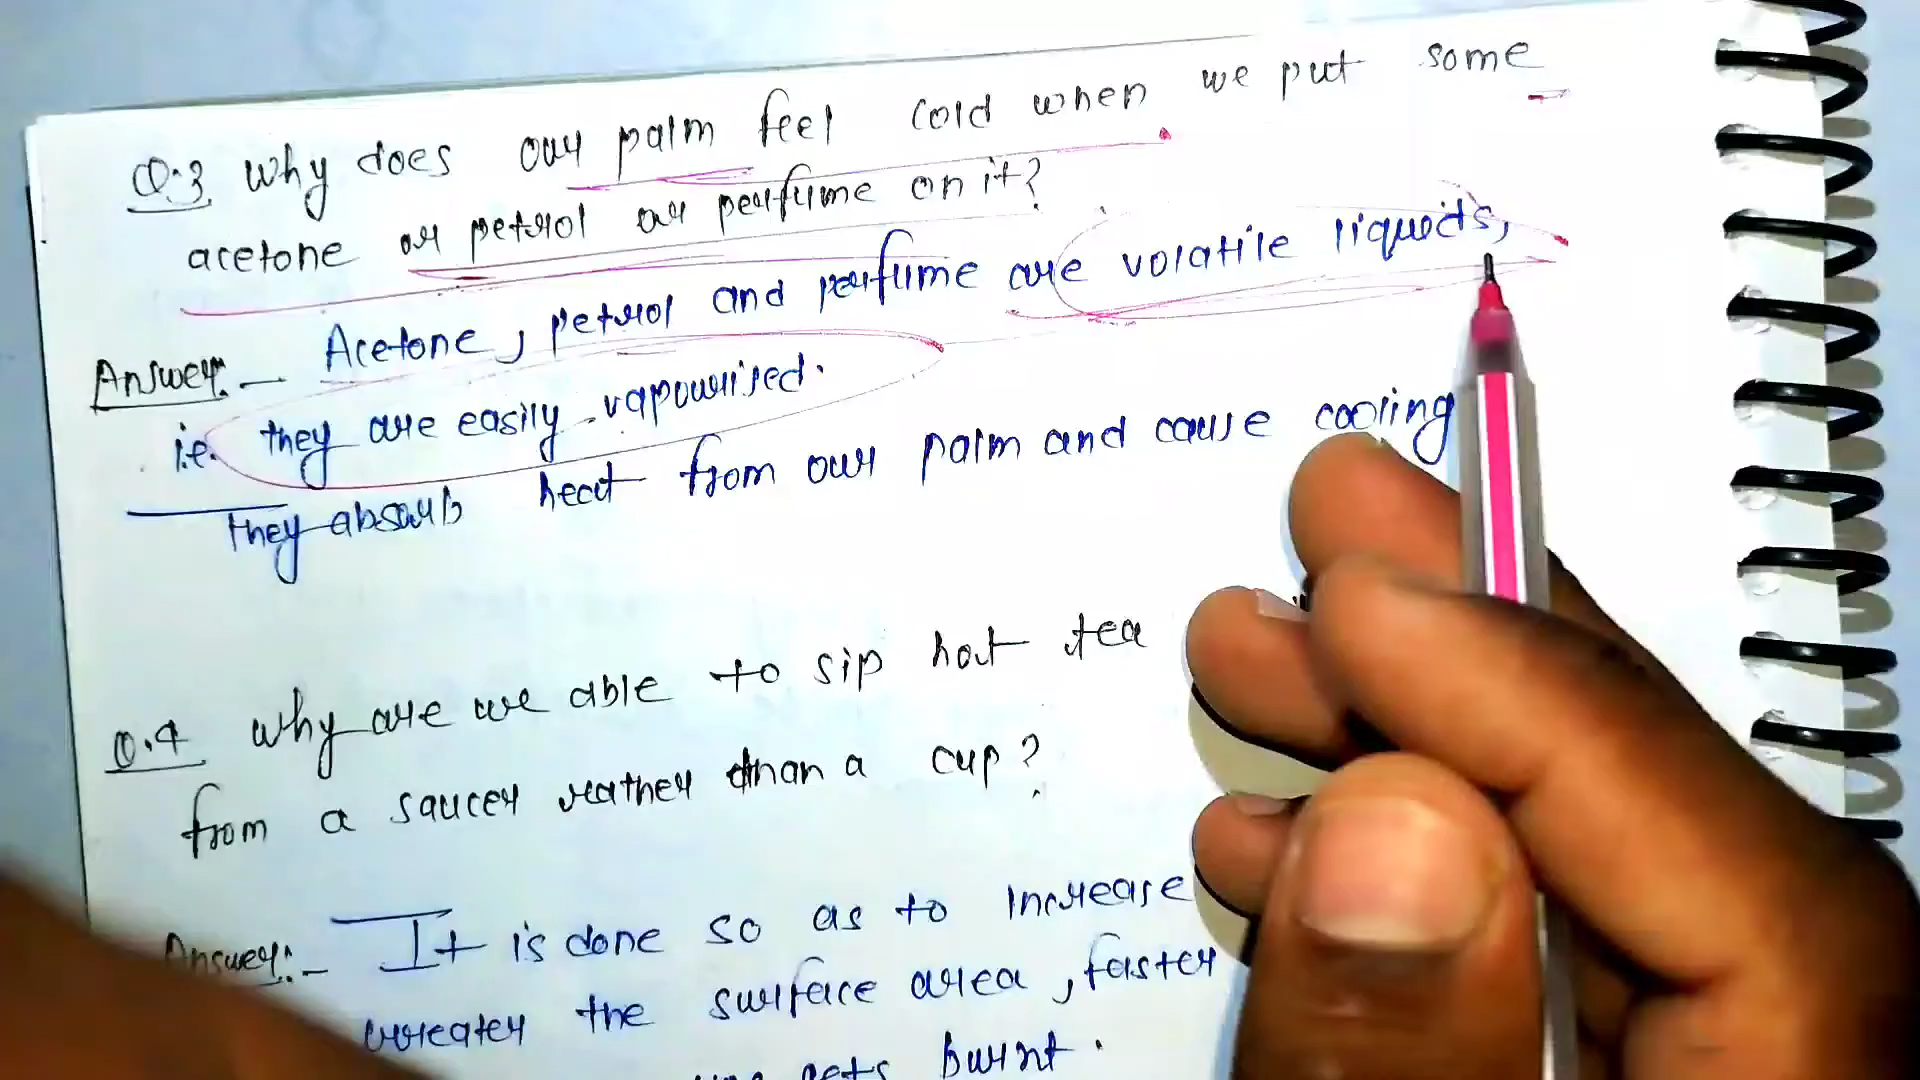 Q.3 Why does our palm feel cold when we put some
acetone or petrol or perfume on it?
Answer:- Acetone, petrol and perfume are volatile liquids,
i.e. they are easily vapourised.
They absorb heat from our palm and cause cooling
Q.4 Why are we able to sip hot tea
from a saucer rather than a cup?
Answer:- It is done so as to increase
the surface area, faster
gets burnt.